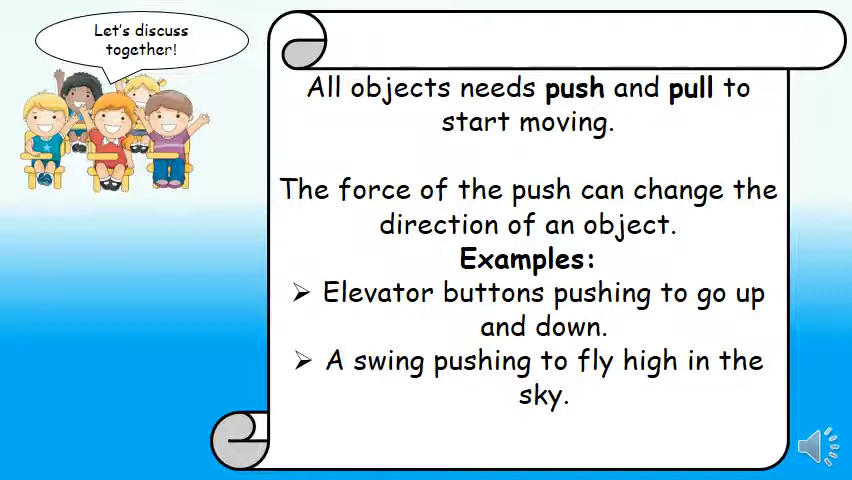 Let's discuss
together!
All objects needs push and pull to
start moving.
The force of the push can change the
direction of an object.
Examples:
➢ Elevator buttons pushing to go up
and down.
➢ A swing pushing to fly high in the
sky.